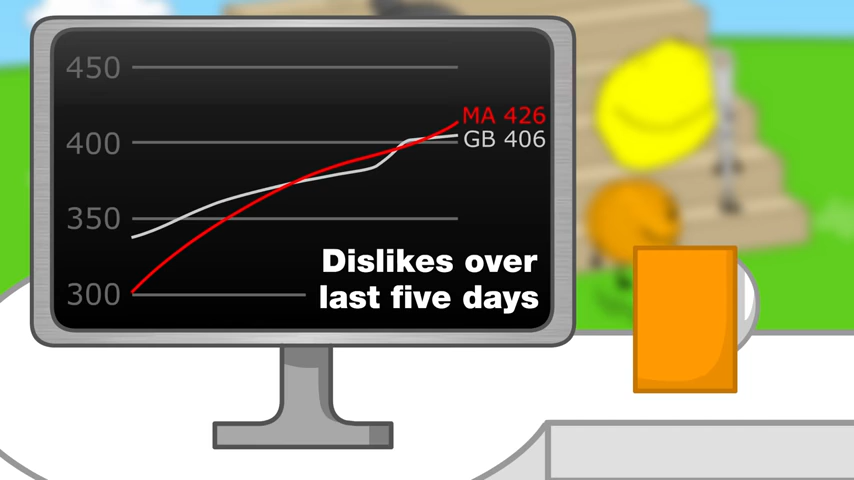 450
MA 426
400
GB 406
350
Dislikes over
300
last five days